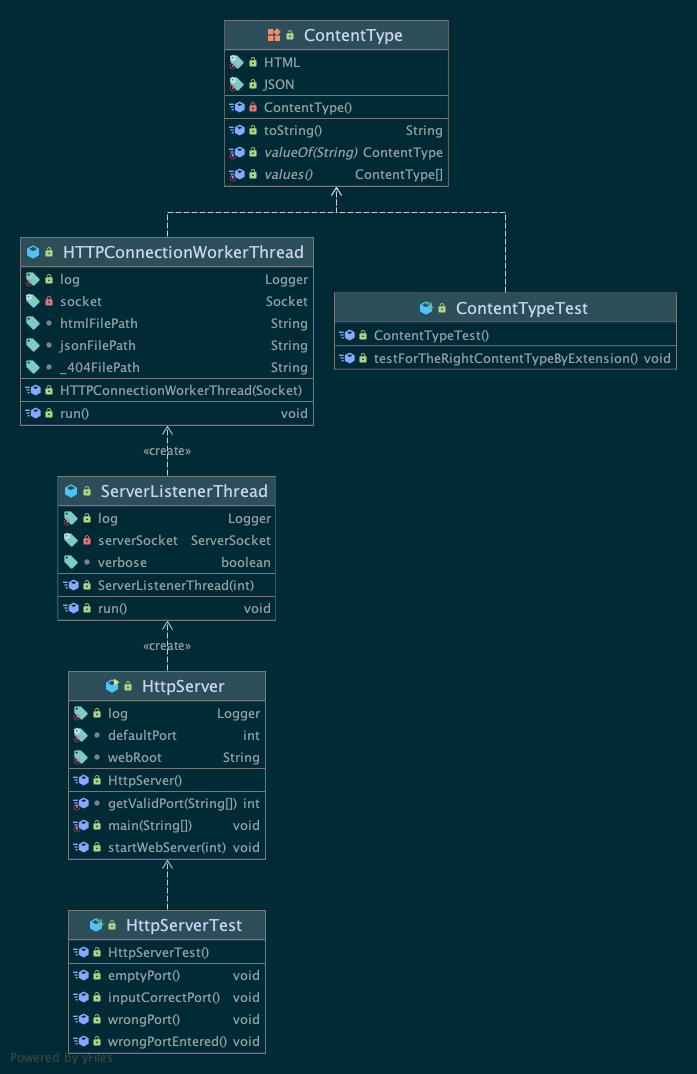 ContentType
HTML
JSON
ContentType()
toString() String
valueOf(String) ContentType
values() ContentType[]
HTTPConnectionWorkerThread
log Logger
socket Socket
htmlFilePath String
jsonFilePath String
_404FilePath String
HTTPConnectionWorkerThread(Socket)
run() void
ContentTypeTest
ContentTypeTest()
testForTheRightContentTypeByExtension() void
«create»
ServerListenerThread
log Logger
serverSocket ServerSocket
verbose boolean
ServerListenerThread(int)
run() void
«create»
HttpServer
log Logger
defaultPort int
webRoot String
HttpServer()
getValidPort(String[]) int
main(String[]) void
startWebServer(int) void
HttpServerTest
HttpServerTest()
emptyPort() void
inputCorrectPort() void
wrongPort() void
wrongPortEntered() void
Powered by yFiles